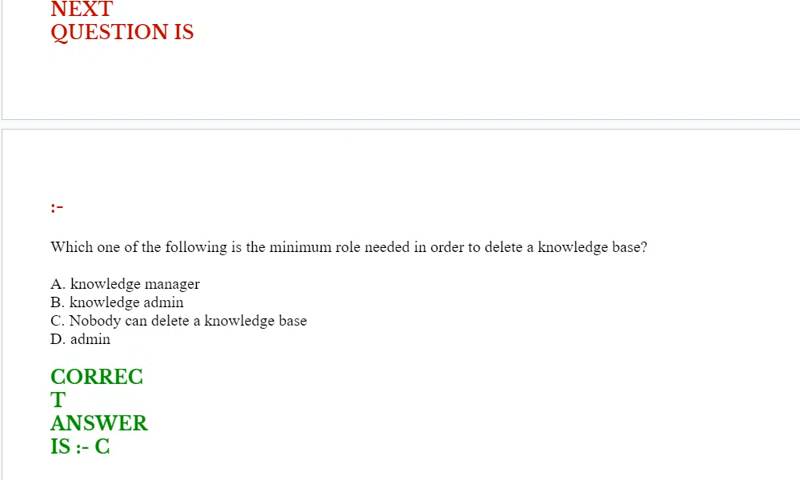 NEXT
QUESTION IS
:-
Which one of the following is the minimum role needed in order to delete a knowledge base?
A. knowledge manager
B. knowledge admin
C. Nobody can delete a knowledge base
D. admin
CORREC
T
ANSWER
IS :- C